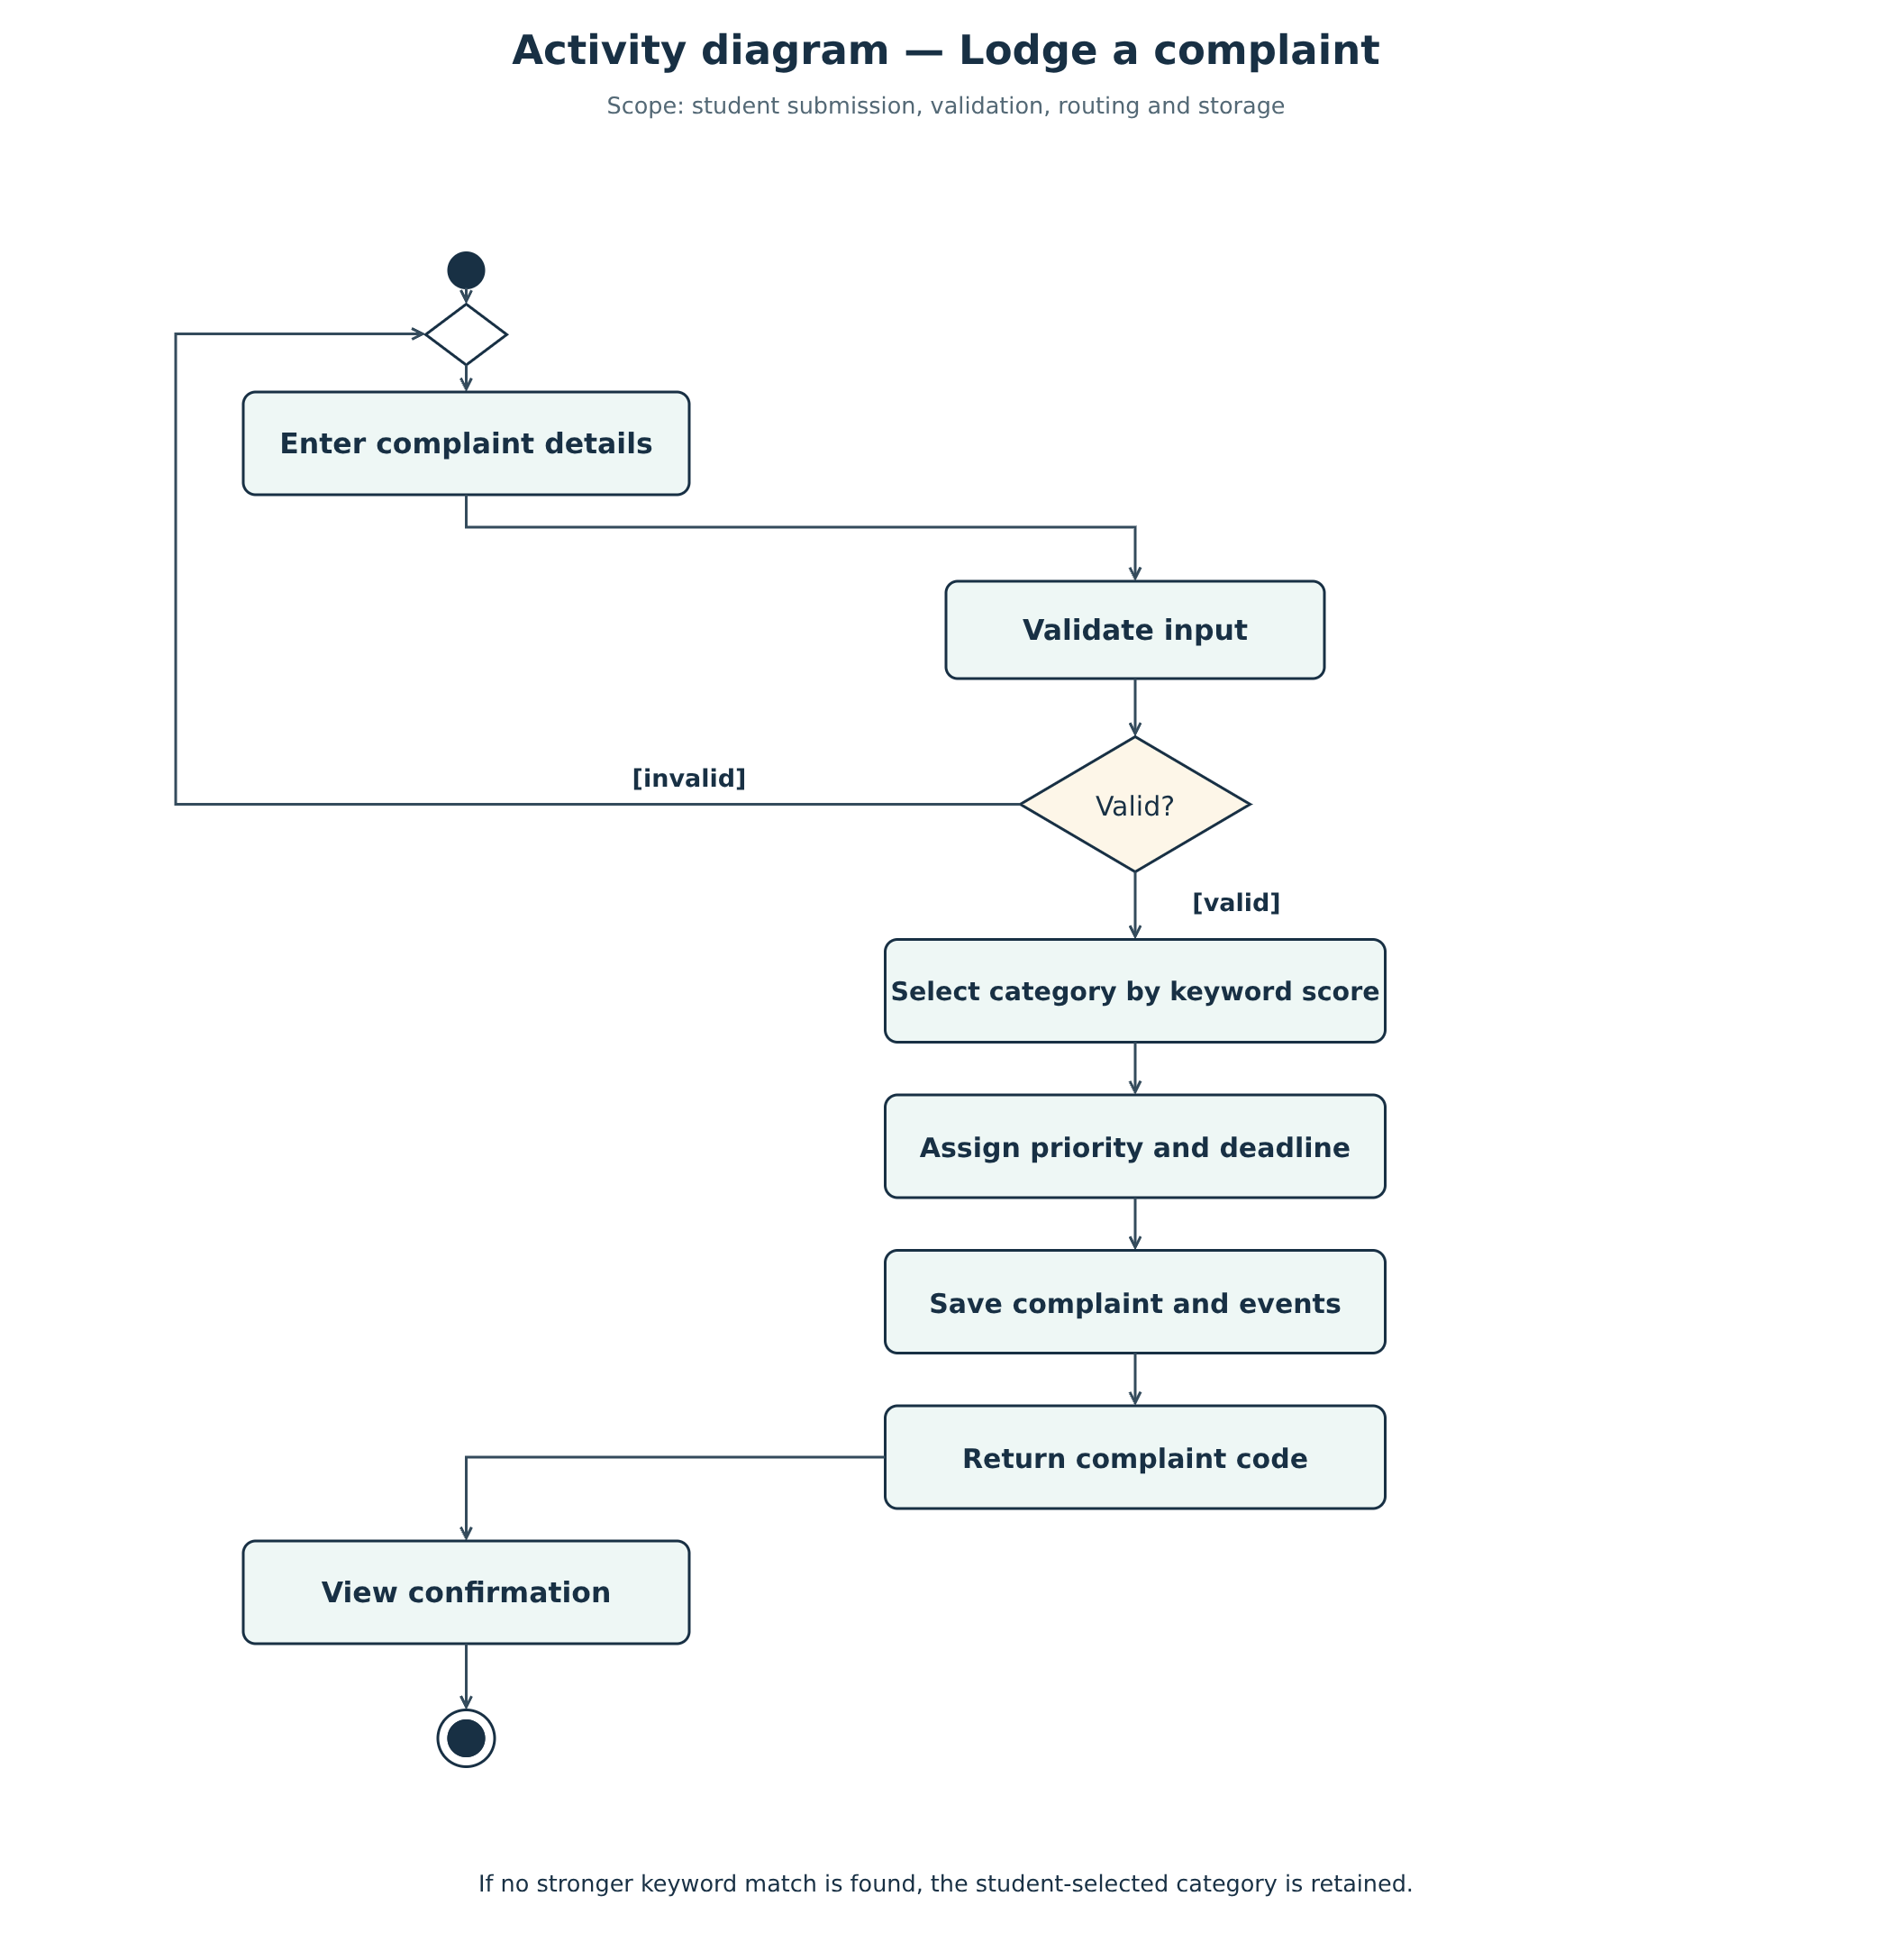 Activity diagram — Lodge a complaint
Scope: student submission, validation, routing and storage
Enter complaint details
Validate input
Valid?
[invalid]
[valid]
Select category by keyword score
Assign priority and deadline
Save complaint and events
Return complaint code
View confirmation
If no stronger keyword match is found, the student-selected category is retained.